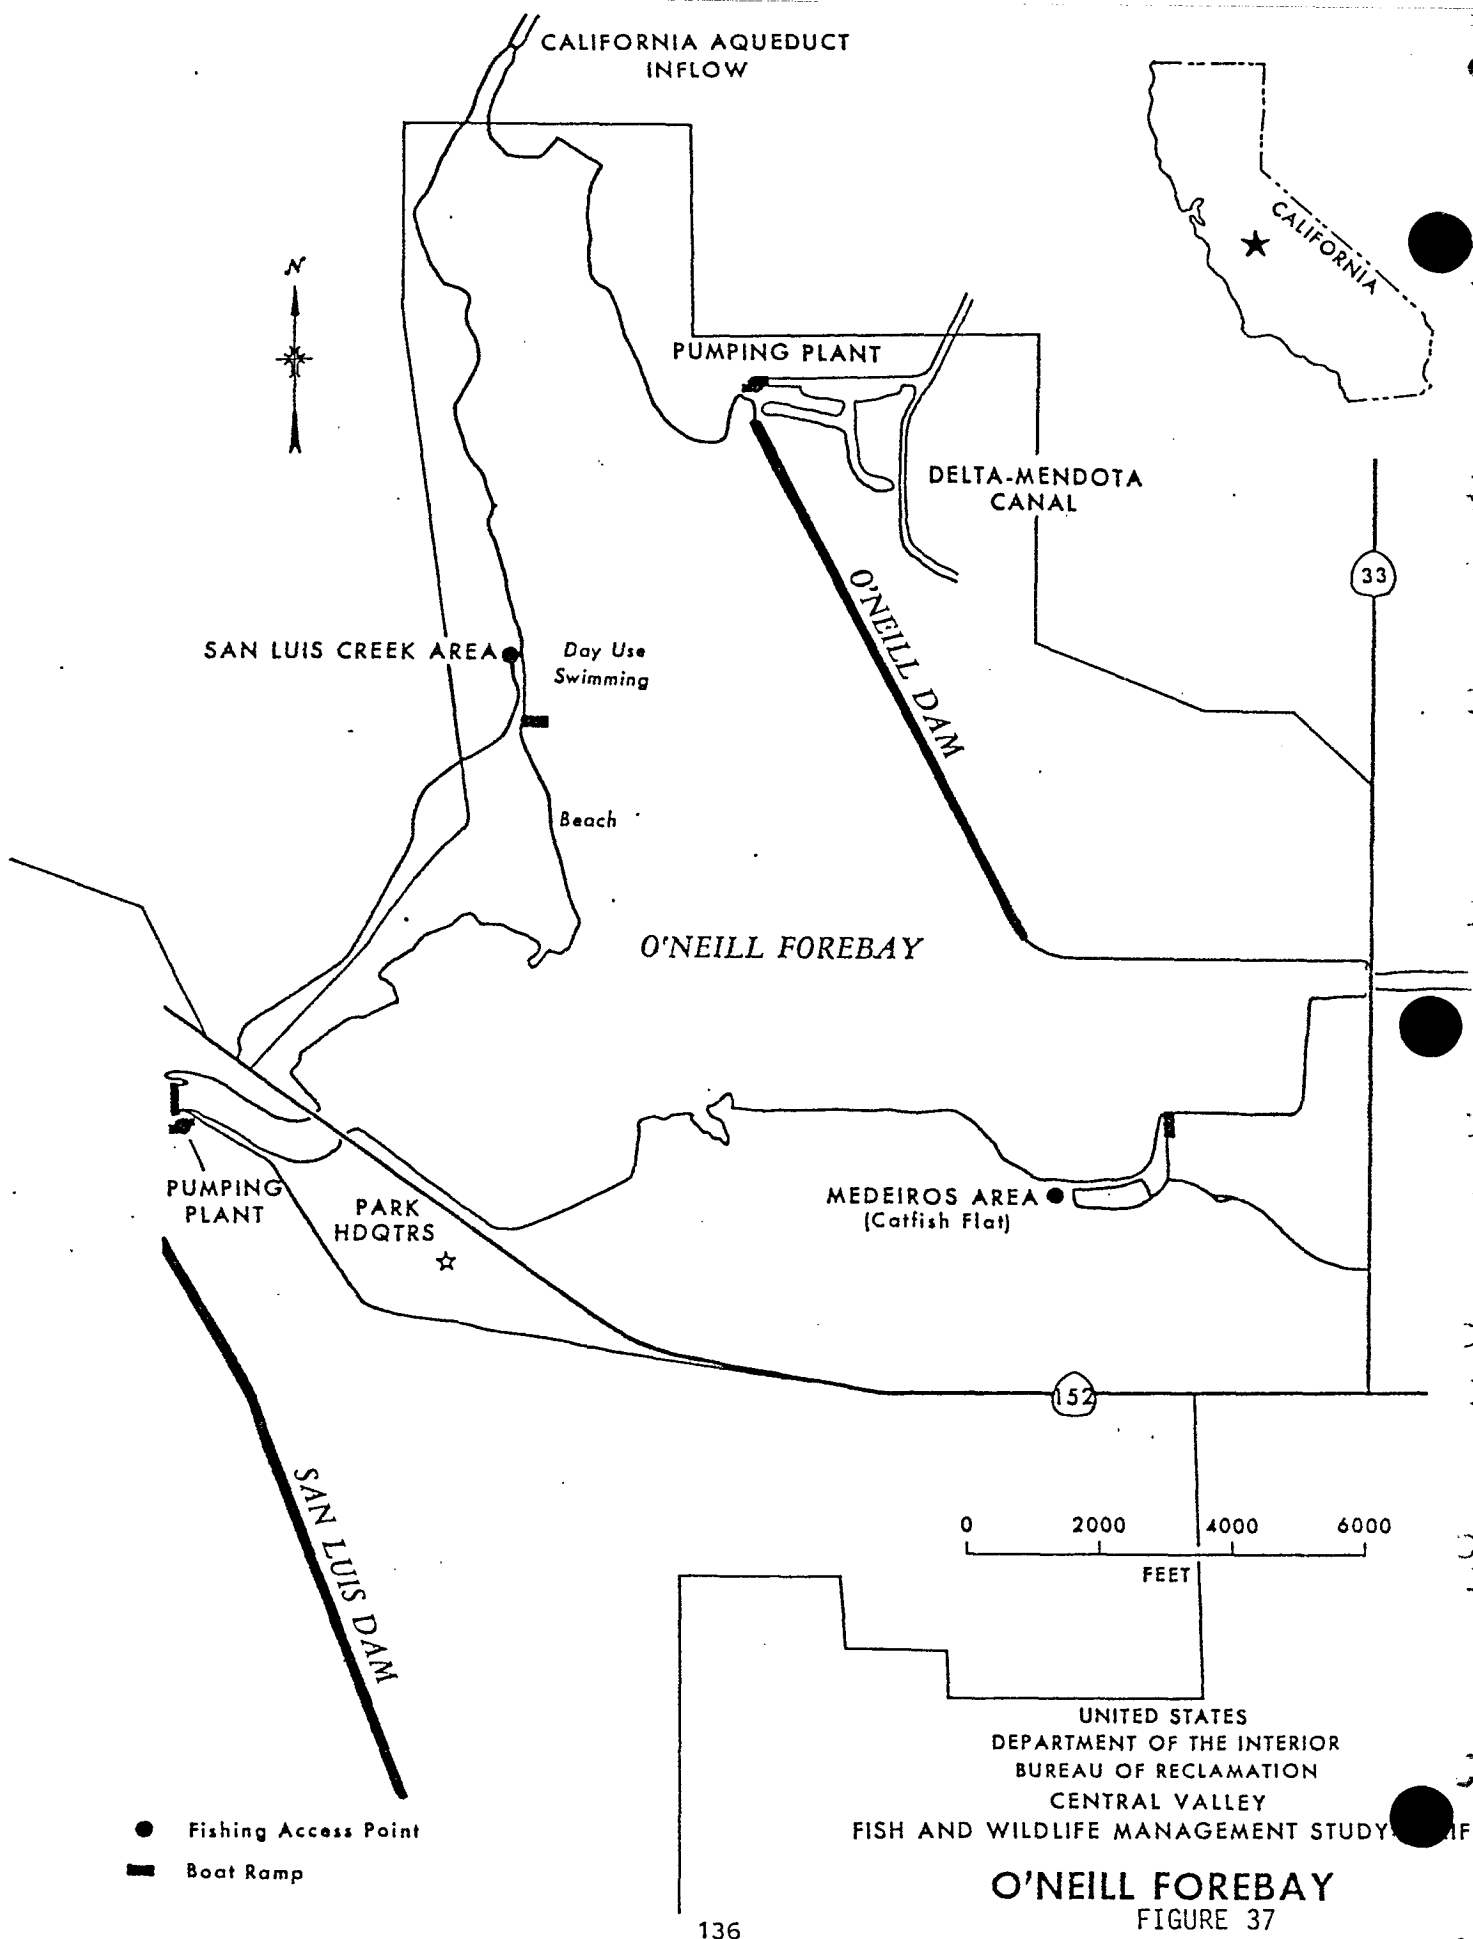 CALIFORNIA AQUEDUCT
INFLOW
CALIFORNIA
N
PUMPING PLANT
DELTA-MENDOTA
CANAL
33
O'NEILL DAM
SAN LUIS CREEK AREA
Day Use
Swimming
Beach
O'NEILL FOREBAY
PUMPING
PLANT
PARK
HDQTRS
MEDEIROS AREA
(Catfish Flat)
152
SAN LUIS DAM
0 2000 4000 6000
FEET
UNITED STATES
DEPARTMENT OF THE INTERIOR
BUREAU OF RECLAMATION
CENTRAL VALLEY
FISH AND WILDLIFE MANAGEMENT STUDY
Fishing Access Point
Boat Ramp
O'NEILL FOREBAY
FIGURE 37
136